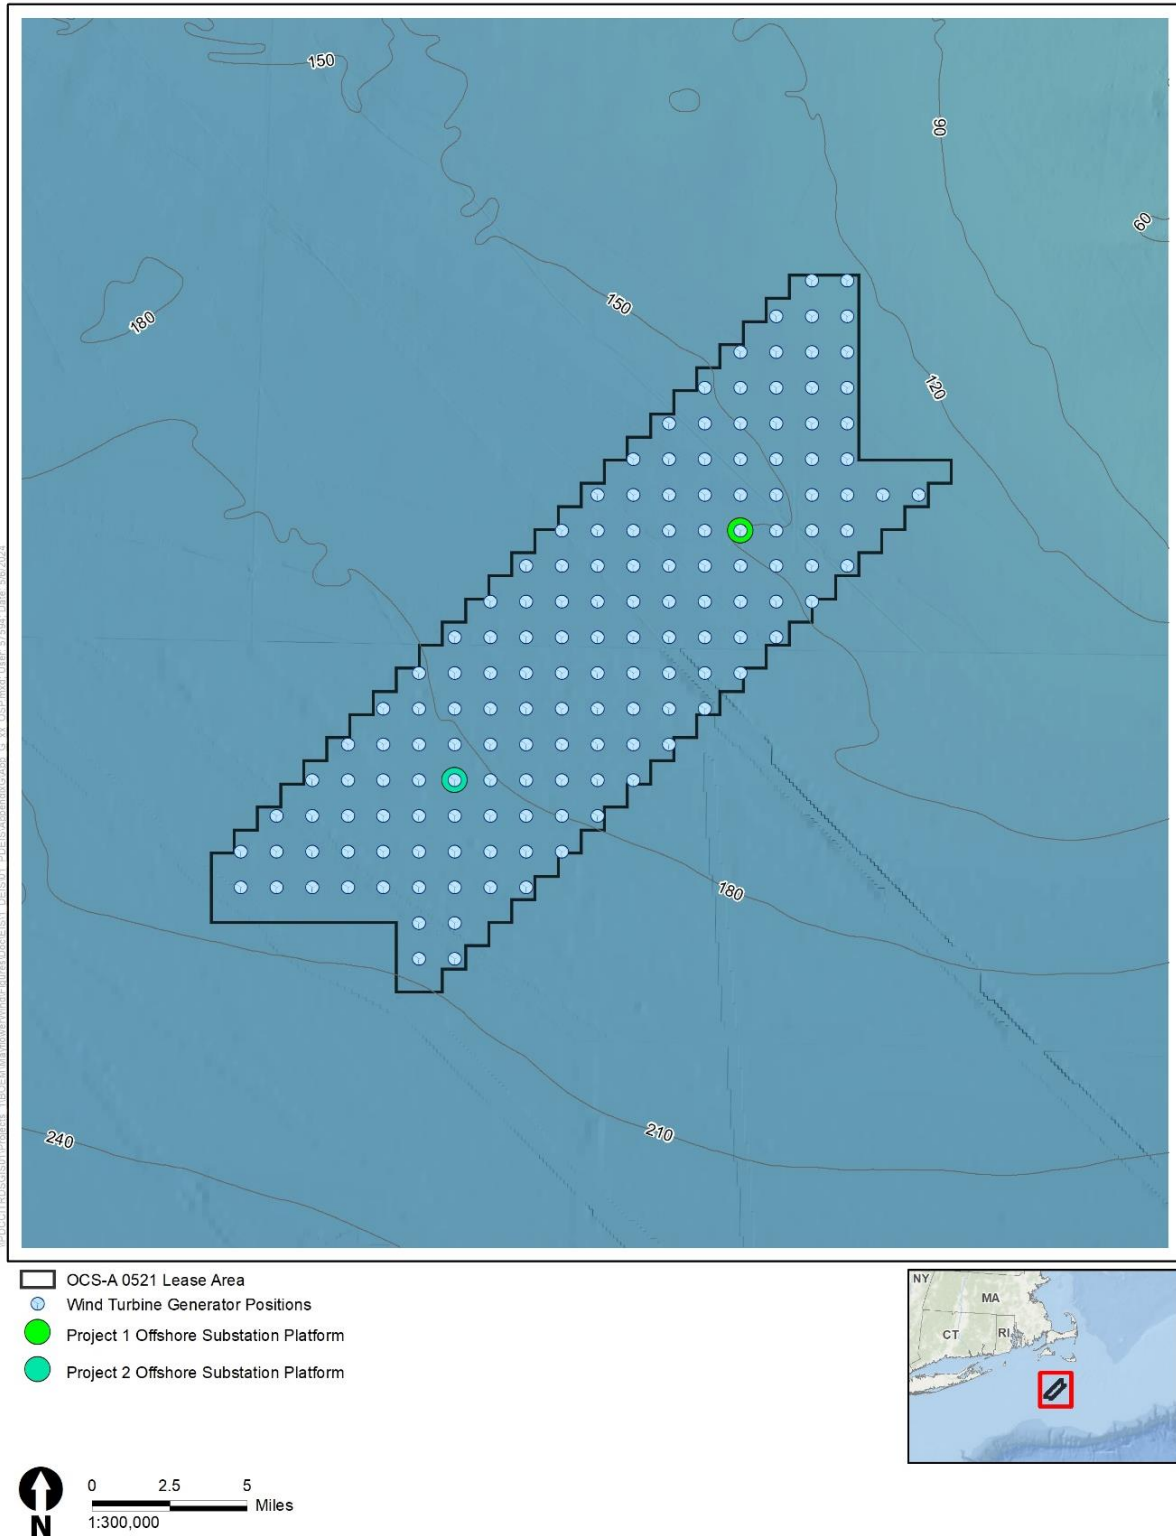 150
90
60
150
180
120
180
210
240
OCS-A 0521 Lease Area
Wind Turbine Generator Positions
Project 1 Offshore Substation Platform
Project 2 Offshore Substation Platform
NY
MA
CT
RI
0 2.5 5
Miles
1:300,000
N